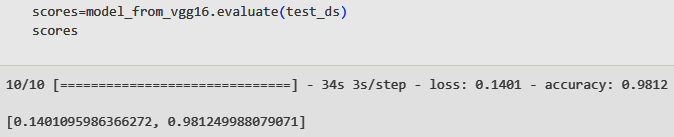 scores=model_from_vgg16.evaluate(test_ds)
scores
10/10 [==============================] - 34s 3s/step - loss: 0.1401 - accuracy: 0.9812
[0.1401095986366272, 0.981249988079071]